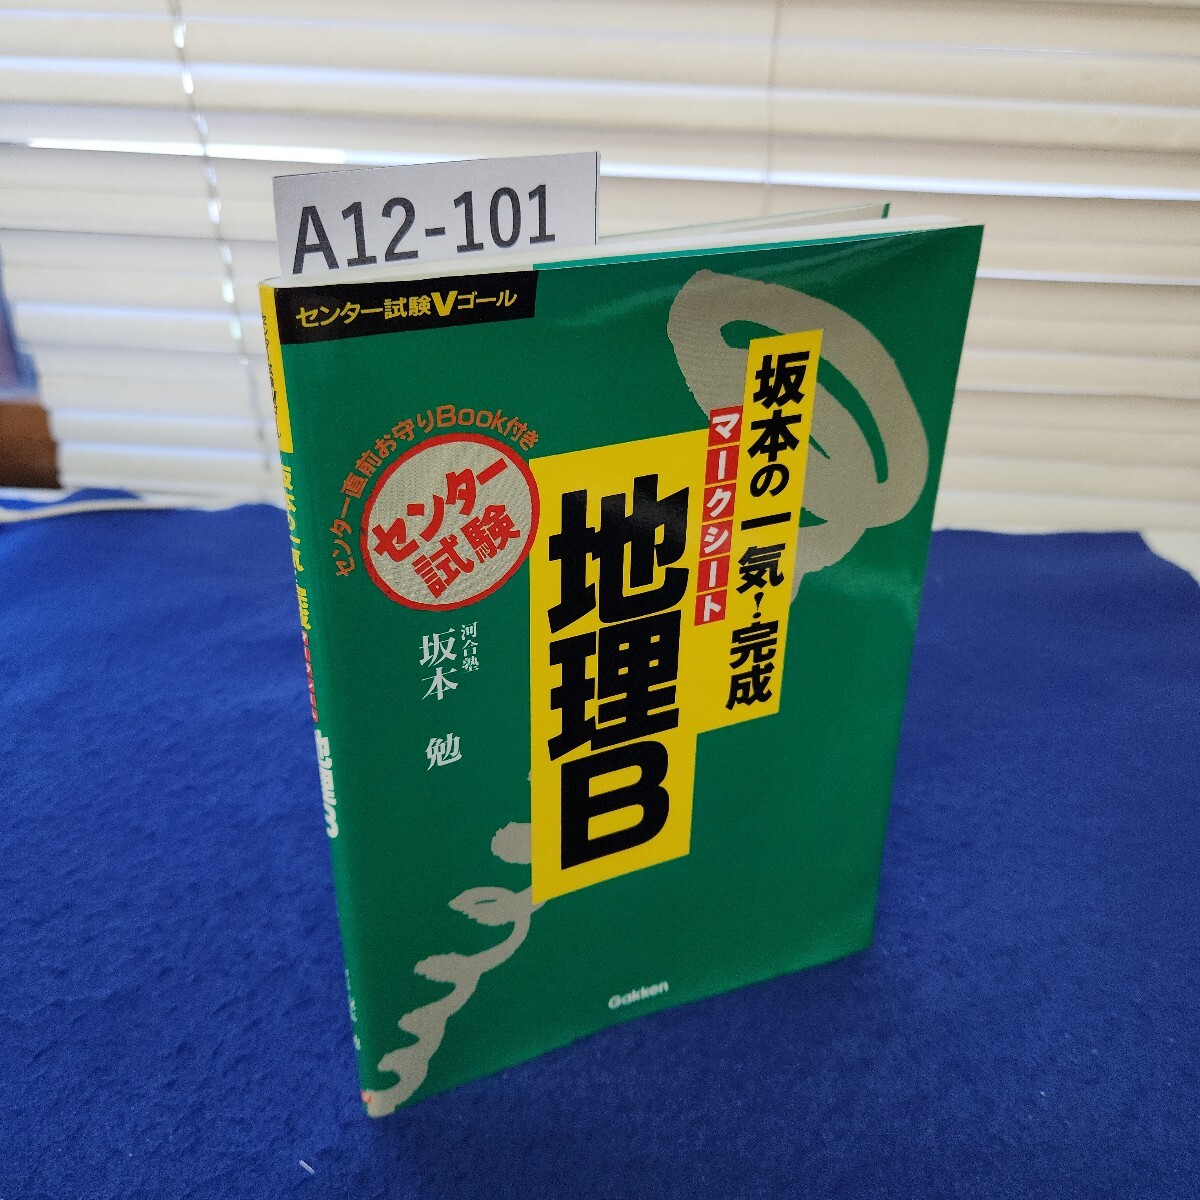 A12-101
センター試験Vゴール
坂本の一気!完成
マークシート
地理B
センター直前お守りBook付き
センター
試験
河合塾
坂本 勉
Gakken